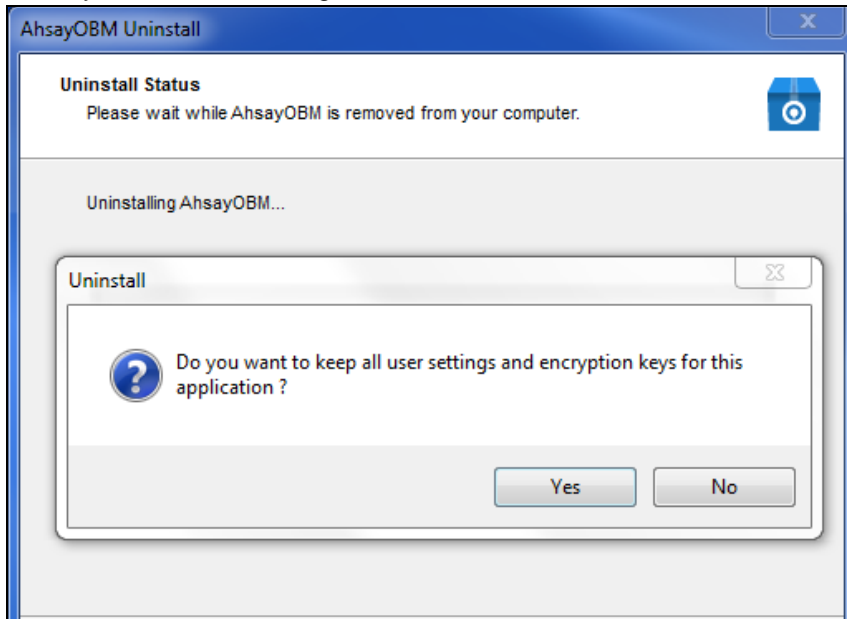 AhsayOBM Uninstall
Uninstall Status
Please wait while AhsayOBM is removed from your computer.
Uninstalling AhsayOBM...
Uninstall
Do you want to keep all user settings and encryption keys for this
application ?
Yes No